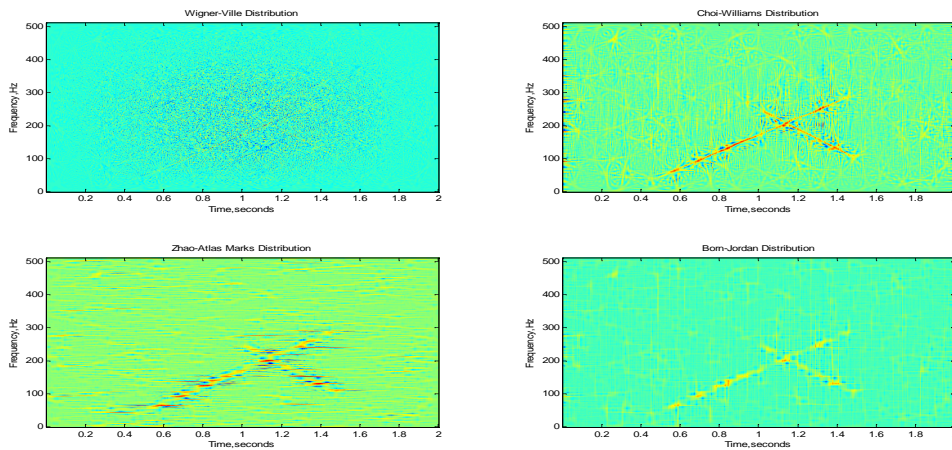 Wigner-Ville Distribution
500
400
300
200
100
0
Frequency,Hz
0.2 0.4 0.6 0.8 1 1.2 1.4 1.6 1.8 2
Time,seconds
Choi-Williams Distribution
500
400
300
200
100
0
Frequency,Hz
0.2 0.4 0.6 0.8 1 1.2 1.4 1.6 1.8
Time,seconds
Zhao-Atlas Marks Distribution
500
400
300
200
100
0
Frequency,Hz
0.2 0.4 0.6 0.8 1 1.2 1.4 1.6 1.8 2
Time,seconds
Born-Jordan Distribution
500
400
300
200
100
0
Frequency,Hz
0.2 0.4 0.6 0.8 1 1.2 1.4 1.6 1.8
Time,seconds